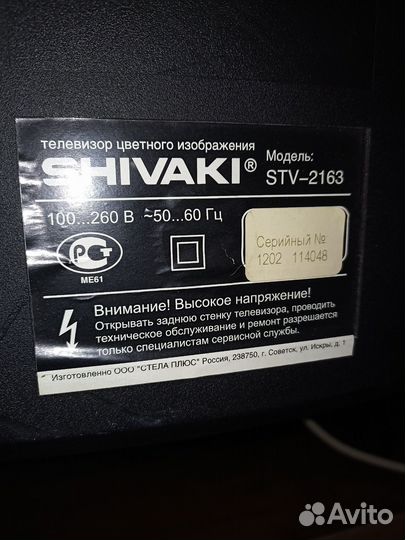 телевизор цветного изображения
SHIVAKI®
Модель:
STV-2163
100...260 В ~50...60 Гц
Серийный №
1202 114048
РСТ
МЕ61
Внимание! Высокое напряжение!
Открывать заднюю стенку телевизора, проводить
техническое обслуживание и ремонт разрешается
только специалистам сервисной службы.
Изготовленно ООО "СТЕЛА ПЛЮС" Россия, 238750, г. Советск, ул. Искры, д. 1
Avito